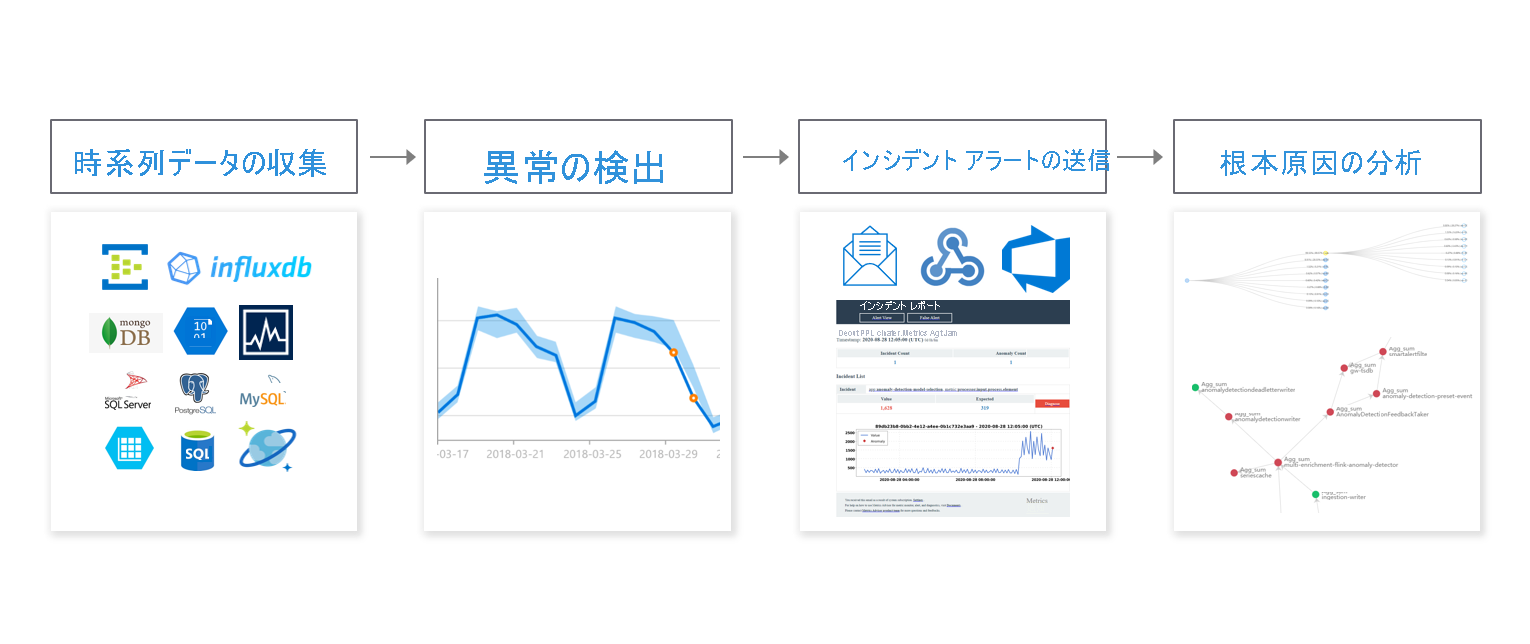 時系列データの収集
異常の検出
インシデント アラートの送信
根本原因の分析
influxdb
mongo
DB
10
01
Microsoft
SQL Server
PostgreSQL
MySQL
SQL
-03-17
2018-03-21
2018-03-25
2018-03-29
2
インシデント レポート
Alert View
False Alert
Timestamp: 2020-08-28 12:05:00 (UTC)
Incident Count
Anomaly Count
1
1
Incident List
Incident
Value
Expected
1,628
319
Diagnose
89db23b8-0bb2-4e12-a4ee-0b1c732e3aa9 - 2020-08-28 12:05:00 (UTC)
2500
2000
1500
1000
500
Value
Anomaly
2020-08-28 04:00:00
2020-08-28 08:00:00
2020-08-28 12:00:00
Metrics
Agg_sum
smartalertfilte
Agg_sum
gw-tsdb
Agg_sum
anomalydetectiondeadletterwriter
Agg_sum
anomaly-detection-preset-event
Agg_sum
anomalydetectionwriter
Agg_sum
AnomalyDetectionFeedbackTaker
Agg_sum
multi-enrichment-flink-anomaly-detector
Agg_sum
seriescache
Agg_sum
ingestion-writer